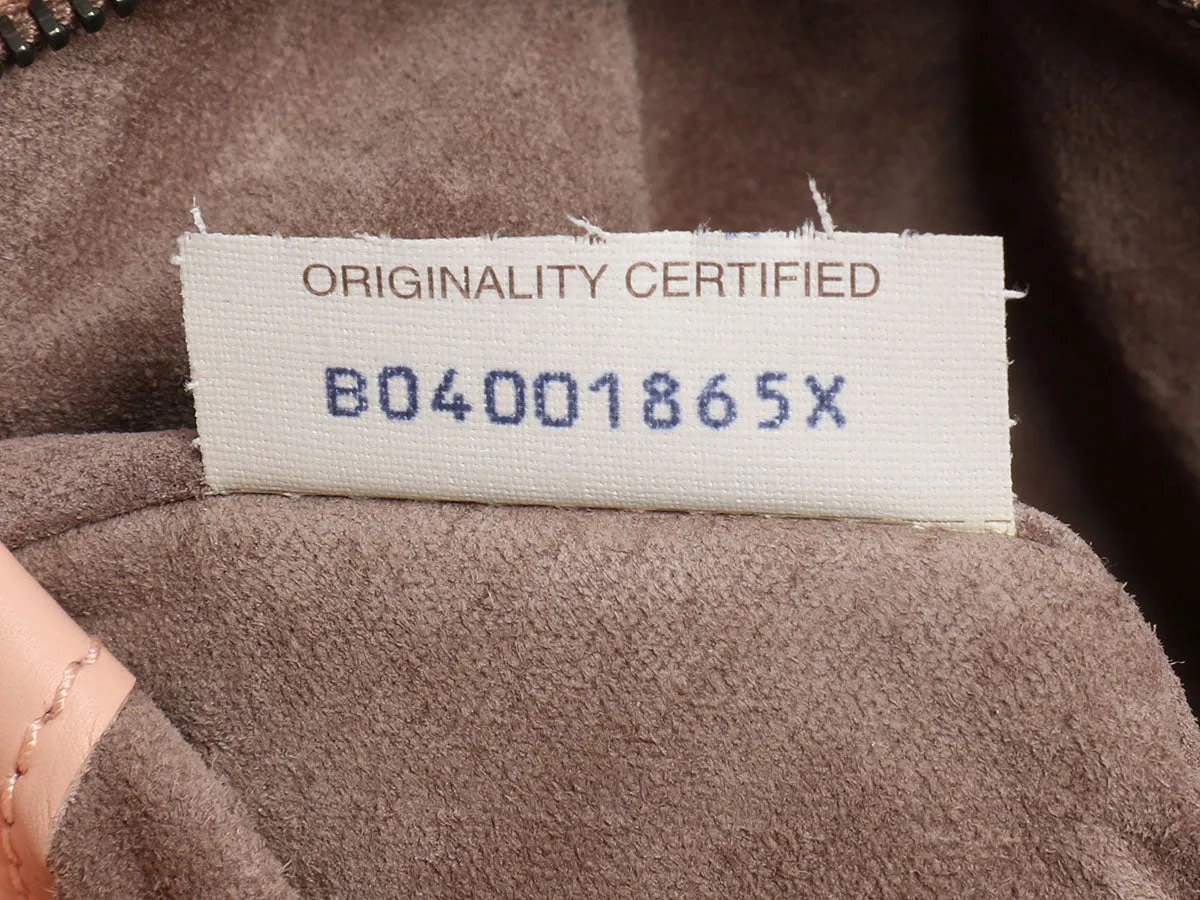 ORIGINALITY CERTIFIED
B04001865X